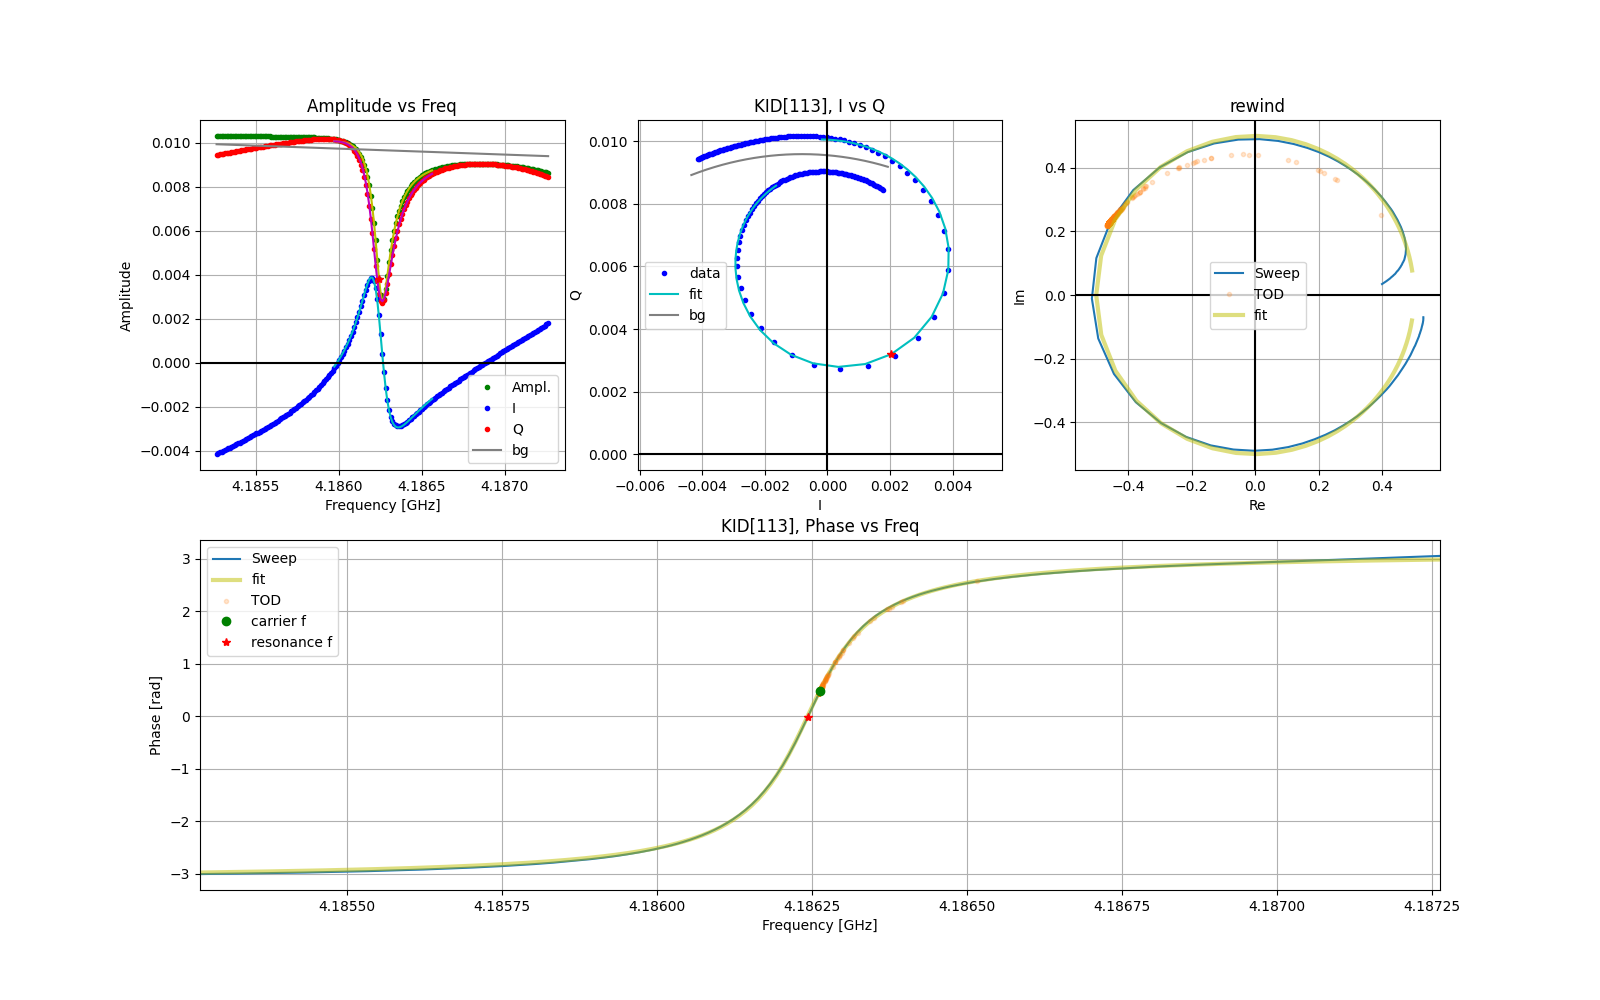 Amplitude vs Freq
Amplitude
0.010
0.008
0.006
0.004
0.002
0.000
−0.002
−0.004
4.1855
4.1860
4.1865
4.1870
Frequency [GHz]
Ampl.
I
Q
bg
KID[113], I vs Q
Q
0.010
0.008
0.006
0.004
0.002
0.000
−0.006
−0.004
−0.002
0.000
0.002
0.004
I
data
fit
bg
rewind
Im
0.4
0.2
0.0
−0.2
−0.4
−0.4
−0.2
0.0
0.2
0.4
Re
Sweep
TOD
fit
KID[113], Phase vs Freq
Phase [rad]
3
2
1
0
−1
−2
−3
4.18550
4.18575
4.18600
4.18625
4.18650
4.18675
4.18700
4.18725
Frequency [GHz]
Sweep
fit
TOD
carrier f
resonance f